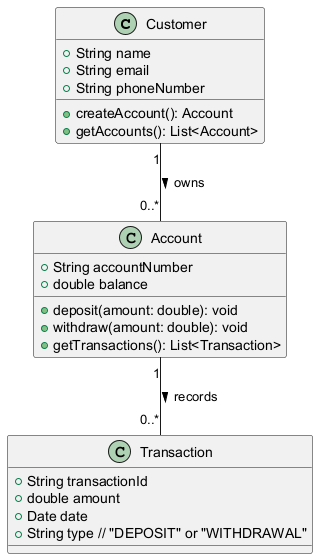 C Customer
String name
String email
String phoneNumber
createAccount(): Account
getAccounts(): List<Account>
1
owns
0..*
C Account
String accountNumber
double balance
deposit(amount: double): void
withdraw(amount: double): void
getTransactions(): List<Transaction>
1
records
0..*
C Transaction
String transactionId
double amount
Date date
String type // "DEPOSIT" or "WITHDRAWAL"